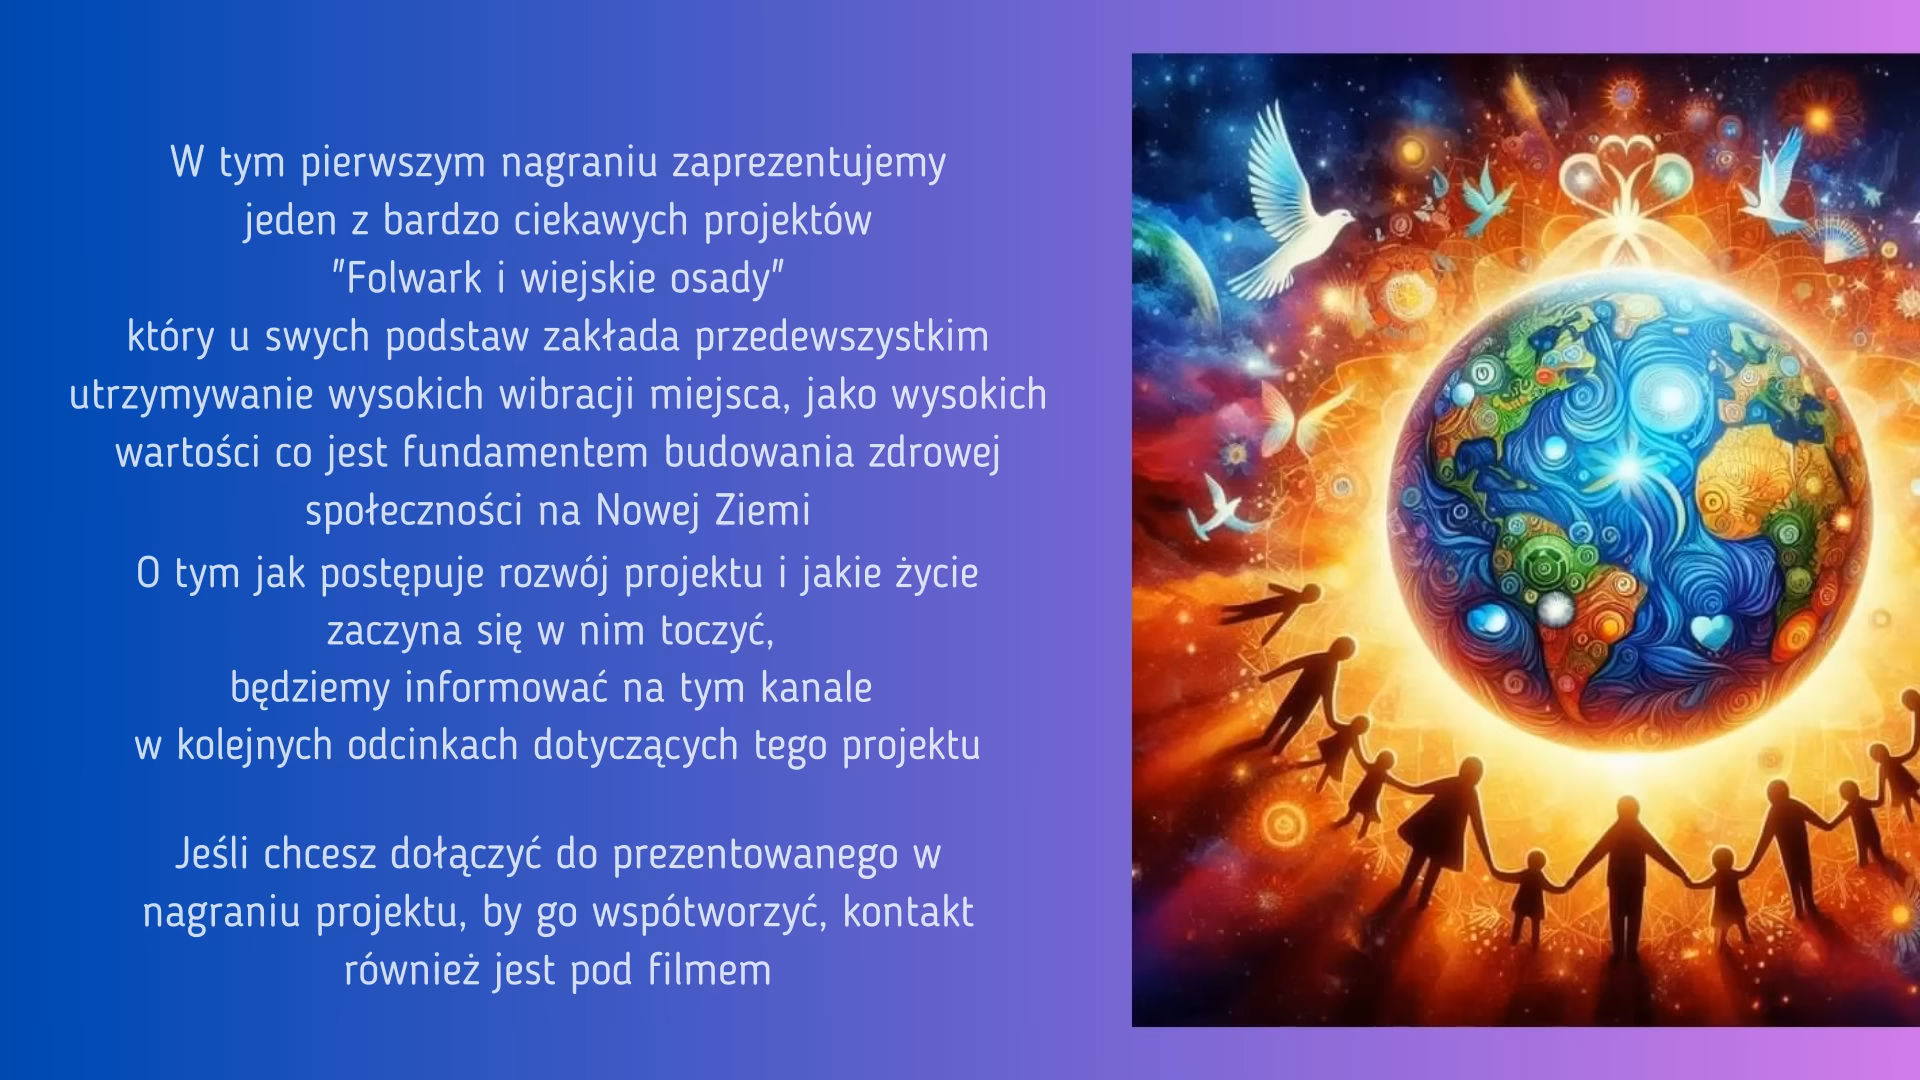 W tym pierwszym nagraniu zaprezentujemy
jeden z bardzo ciekawych projektów
"Folwark i wiejskie osady"
który u swych podstaw zakłada przedewszystkim
utrzymywanie wysokich wibracji miejsca, jako wysokich
wartości co jest fundamentem budowania zdrowej
społeczności na Nowej Ziemi
O tym jak postępuje rozwój projektu i jakie życie
zaczyna się w nim toczyć,
będziemy informować na tym kanale
w kolejnych odcinkach dotyczących tego projektu
Jeśli chcesz dołączyć do prezentowanego w
nagraniu projektu, by go wspótworzyć, kontakt
również jest pod filmem